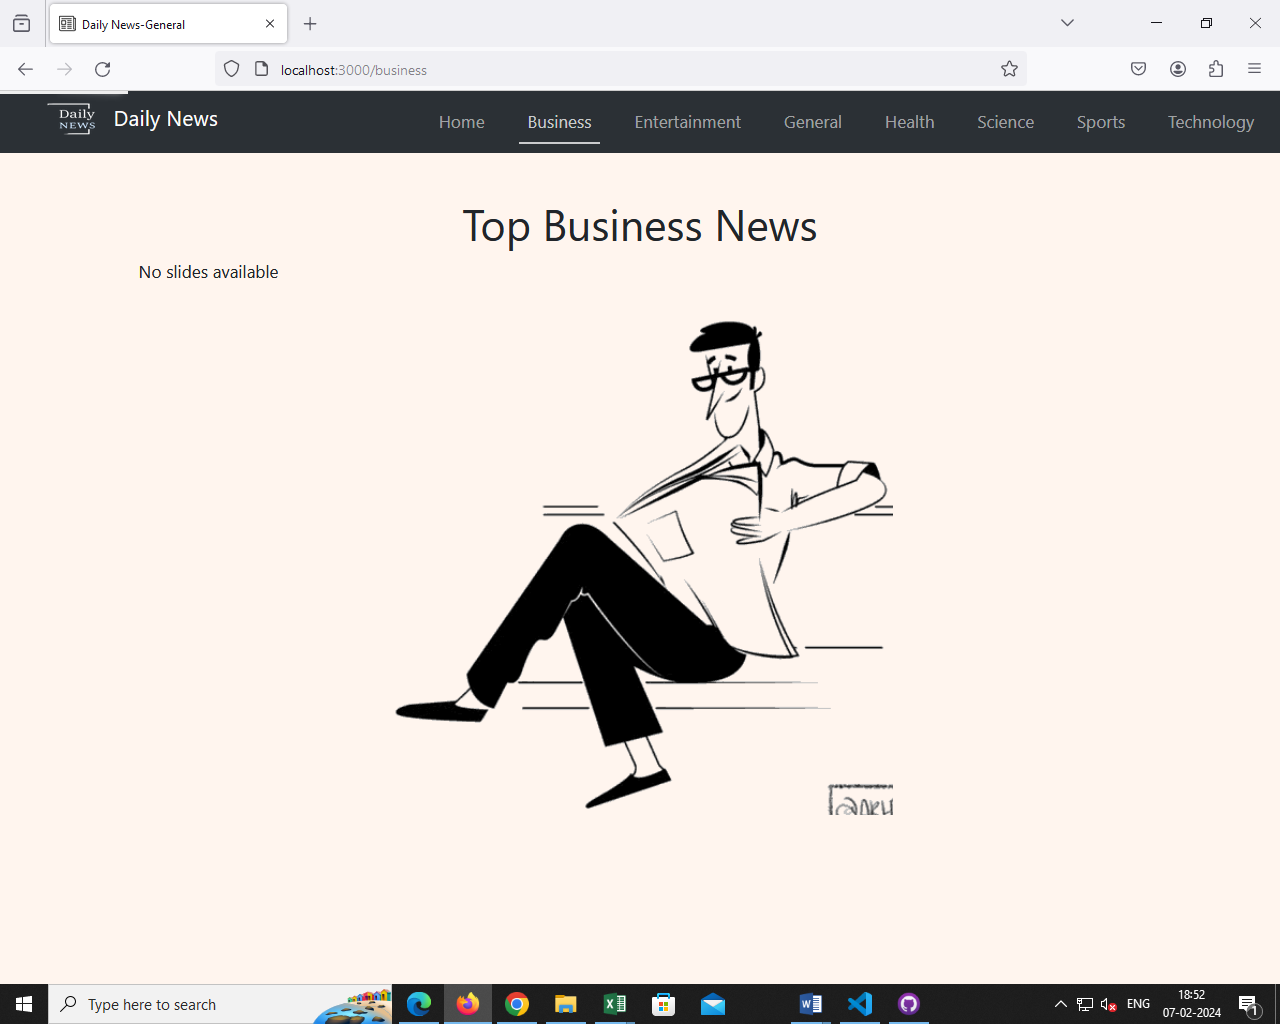 Daily News-General
localhost:3000/business
Daily NEWS
Daily News
Home
Business
Entertainment
General
Health
Science
Sports
Technology
Top Business News
No slides available
Type here to search
ENG
18:52
07-02-2024
1